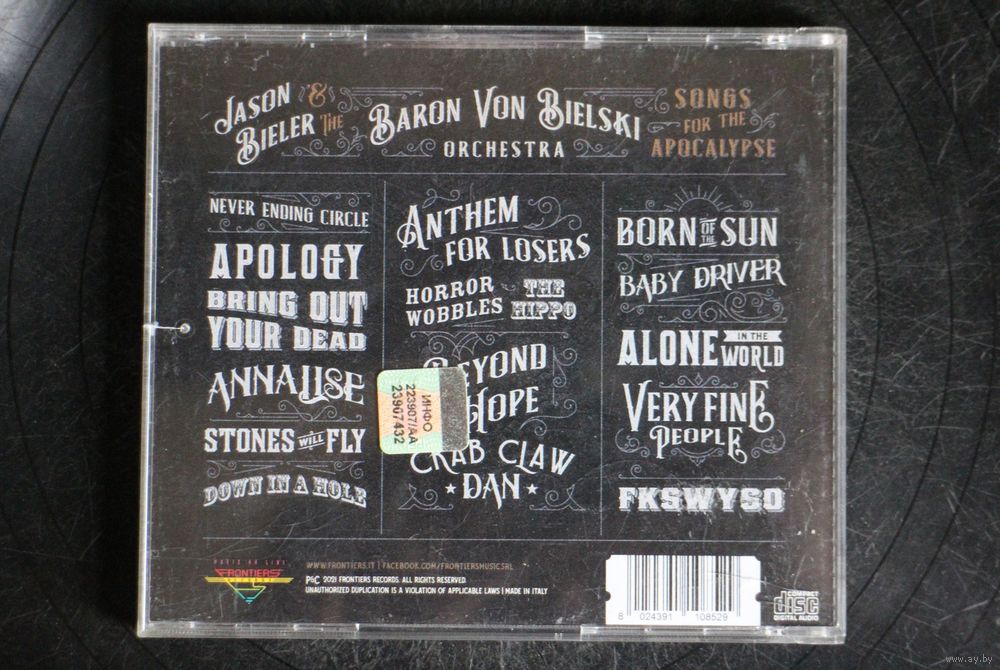 JASON &
BIELER THE
BARON VON BIELSKI
ORCHESTRA
SONGS
FOR THE
APOCALYPSE
NEVER ENDING CIRCLE
APOLOGY
BRING OUT
YOUR DEAD
ANNALISE
STONES WILL FLY
DOWN IN A HOLE
ANTHEM
FOR LOSERS
HORROR
WOBBLES
THE
HIPPO
BEYOND
HOPE
CRAB CLAW
DAN
BORN OF THE SUN
BABY DRIVER
ALONE IN THE
WORLD
VERY FINE
PEOPLE
FKSWYSO
ИНФО
223907/АА
23907432
FRONTIERS
WWW.FRONTIERS.IT | FACEBOOK.COM/FRONTIERSMUSIC.SRL
P&C 2021 FRONTIERS RECORDS. ALL RIGHTS RESERVED.
UNAUTHORIZED DUPLICATION IS A VIOLATION OF APPLICABLE LAWS | MADE IN ITALY
8 024391 108529
COMPACT
disc
DIGITAL AUDIO
www.ay.by